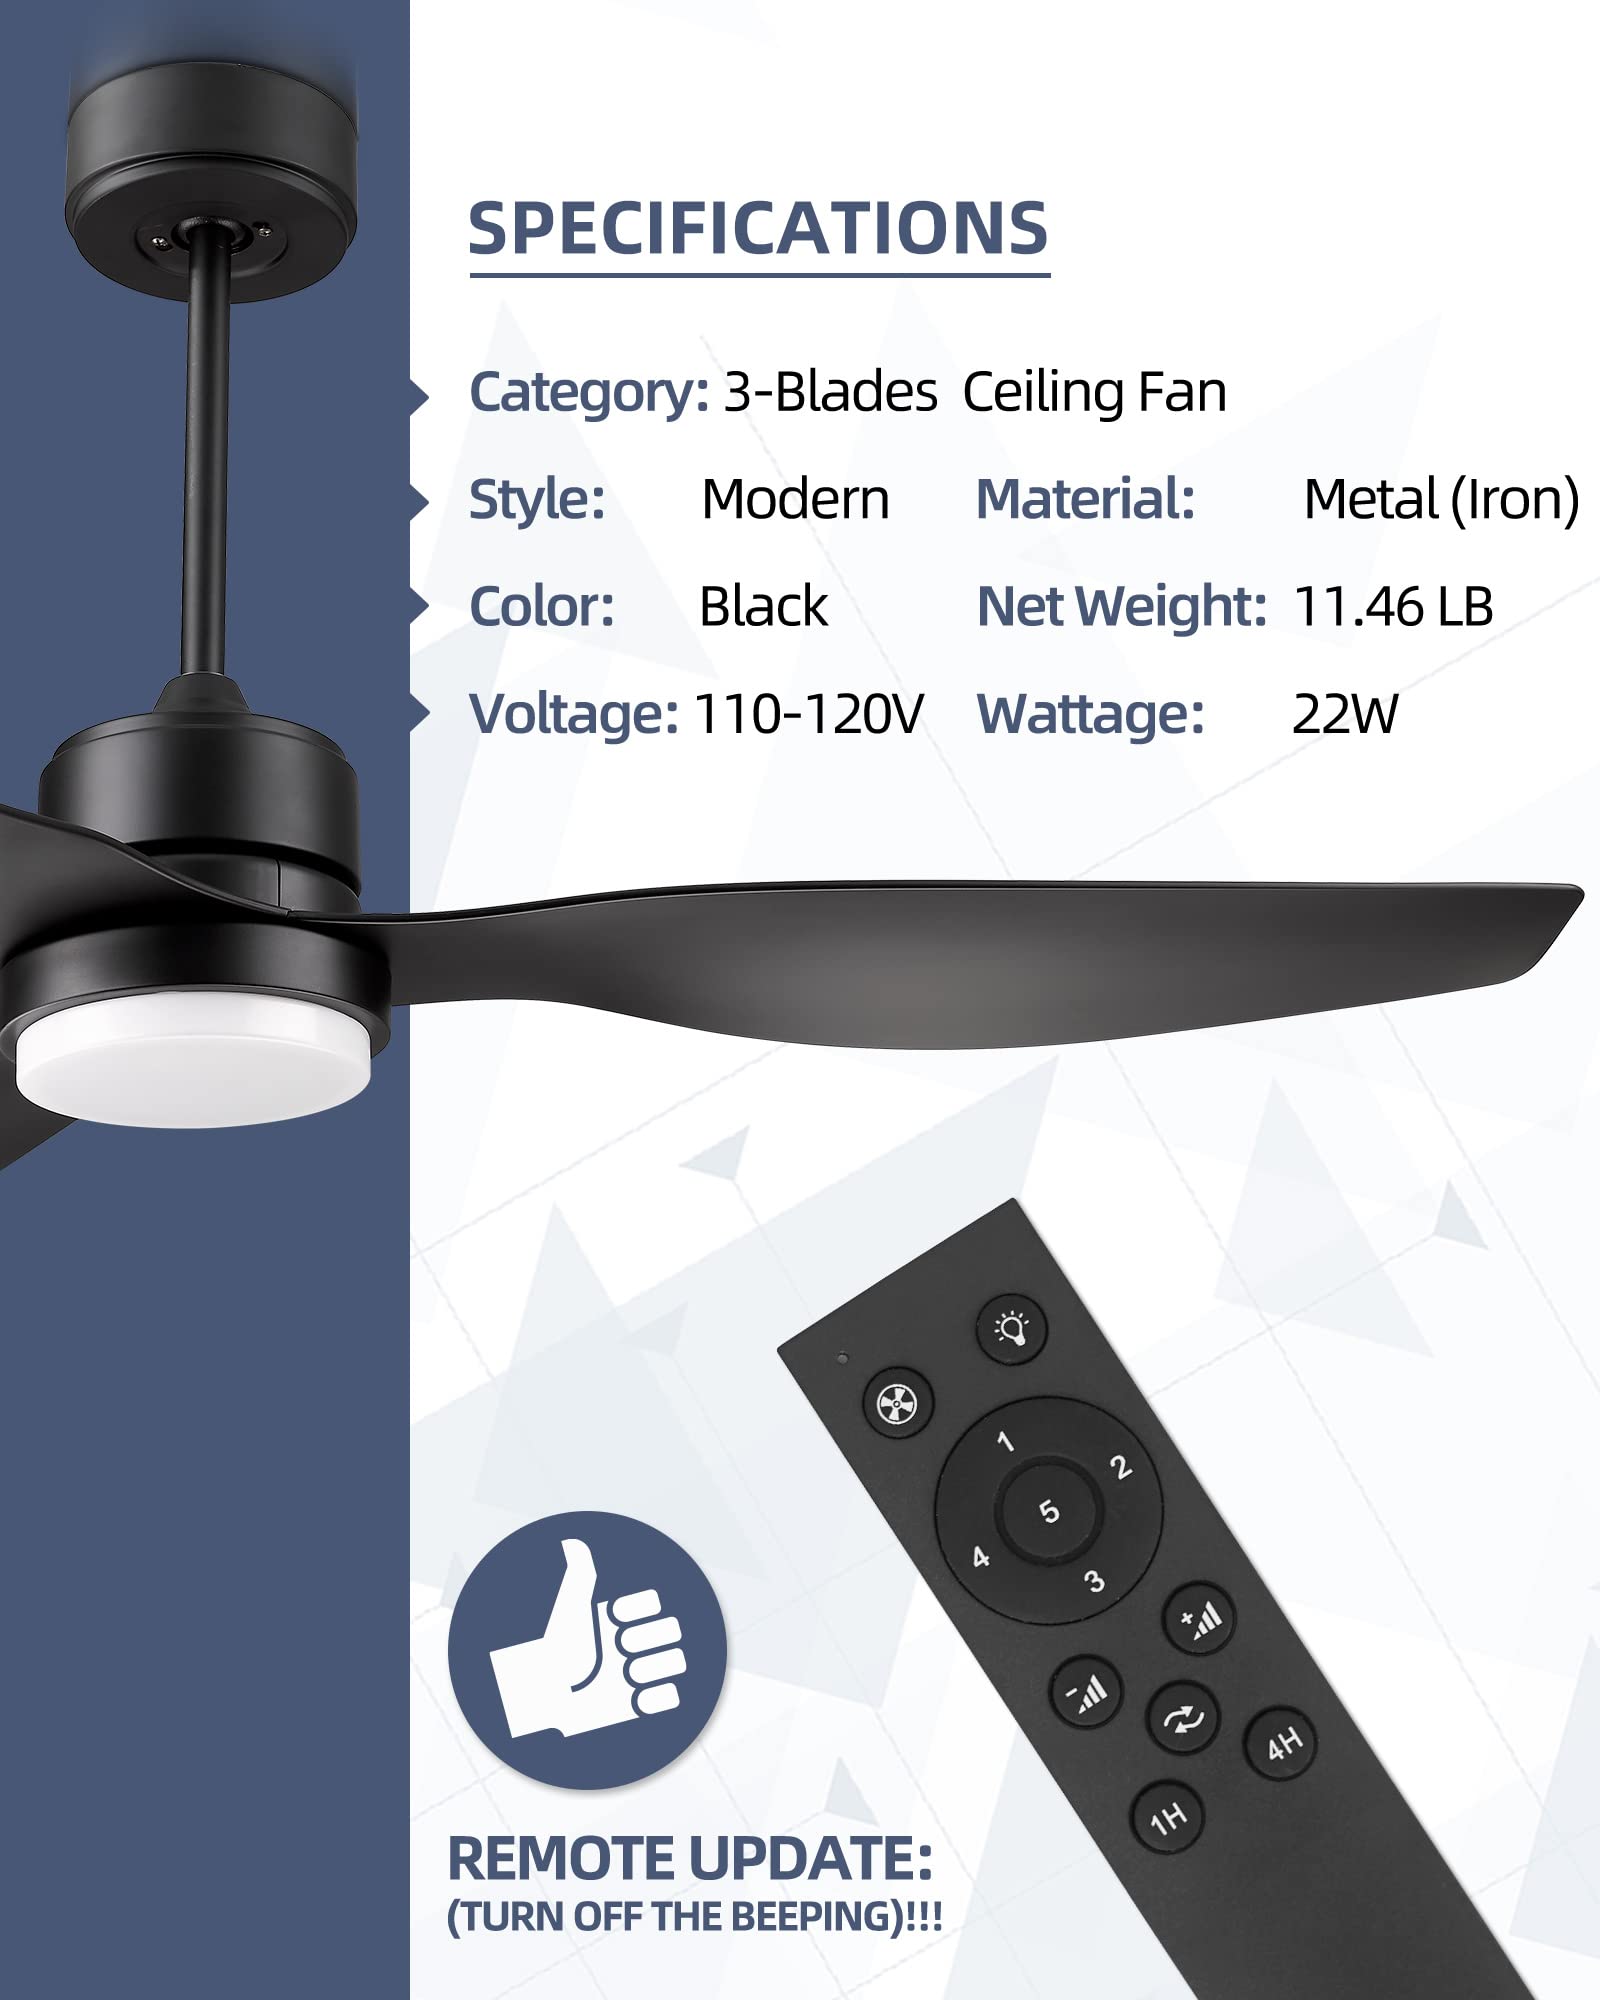 SPECIFICATIONS
Category: 3-Blades Ceiling Fan
Style: Modern Material: Metal (Iron)
Color: Black Net Weight: 11.46 LB
Voltage: 110-120V Wattage: 22W
1
2
5
4
3
+
-
4H
1H
REMOTE UPDATE:
(TURN OFF THE BEEPING)!!!